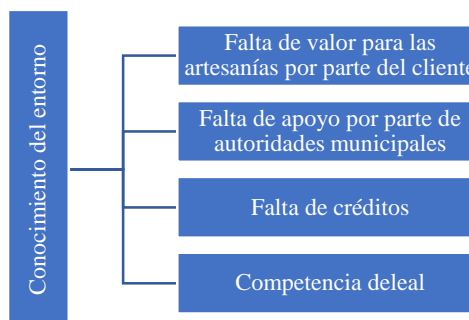 Conocimiento del entorno
Falta de valor para las
artesanías por parte del cliente
Falta de apoyo por parte de
autoridades municipales
Falta de créditos
Competencia deleal